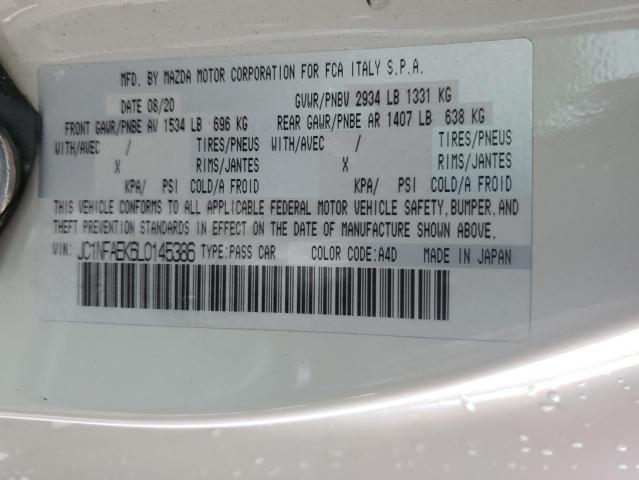 MFD. BY MAZDA MOTOR CORPORATION FOR FCA ITALY S.P.A.
DATE 08/20 GVWR/PNBV 2934 LB 1331 KG
FRONT GAWR/PNBE AV 1534 LB 696 KG REAR GAWR/PNBE AR 1407 LB 638 KG
WITH/AVEC / TIRES/PNEUS WITH/AVEC / TIRES/PNEUS
X RIMS/JANTES X RIMS/JANTES
KPA/ PSI COLD/A FROID KPA/ PSI COLD/A FROID
THIS VEHICLE CONFORMS TO ALL APPLICABLE FEDERAL MOTOR VEHICLE SAFETY, BUMPER, AND
THEFT PREVENTION STANDARDS IN EFFECT ON THE DATE OF MANUFACTURE SHOWN ABOVE.
VIN: JC1NFAEK6L0145386 TYPE: PASS CAR COLOR CODE: A4D MADE IN JAPAN